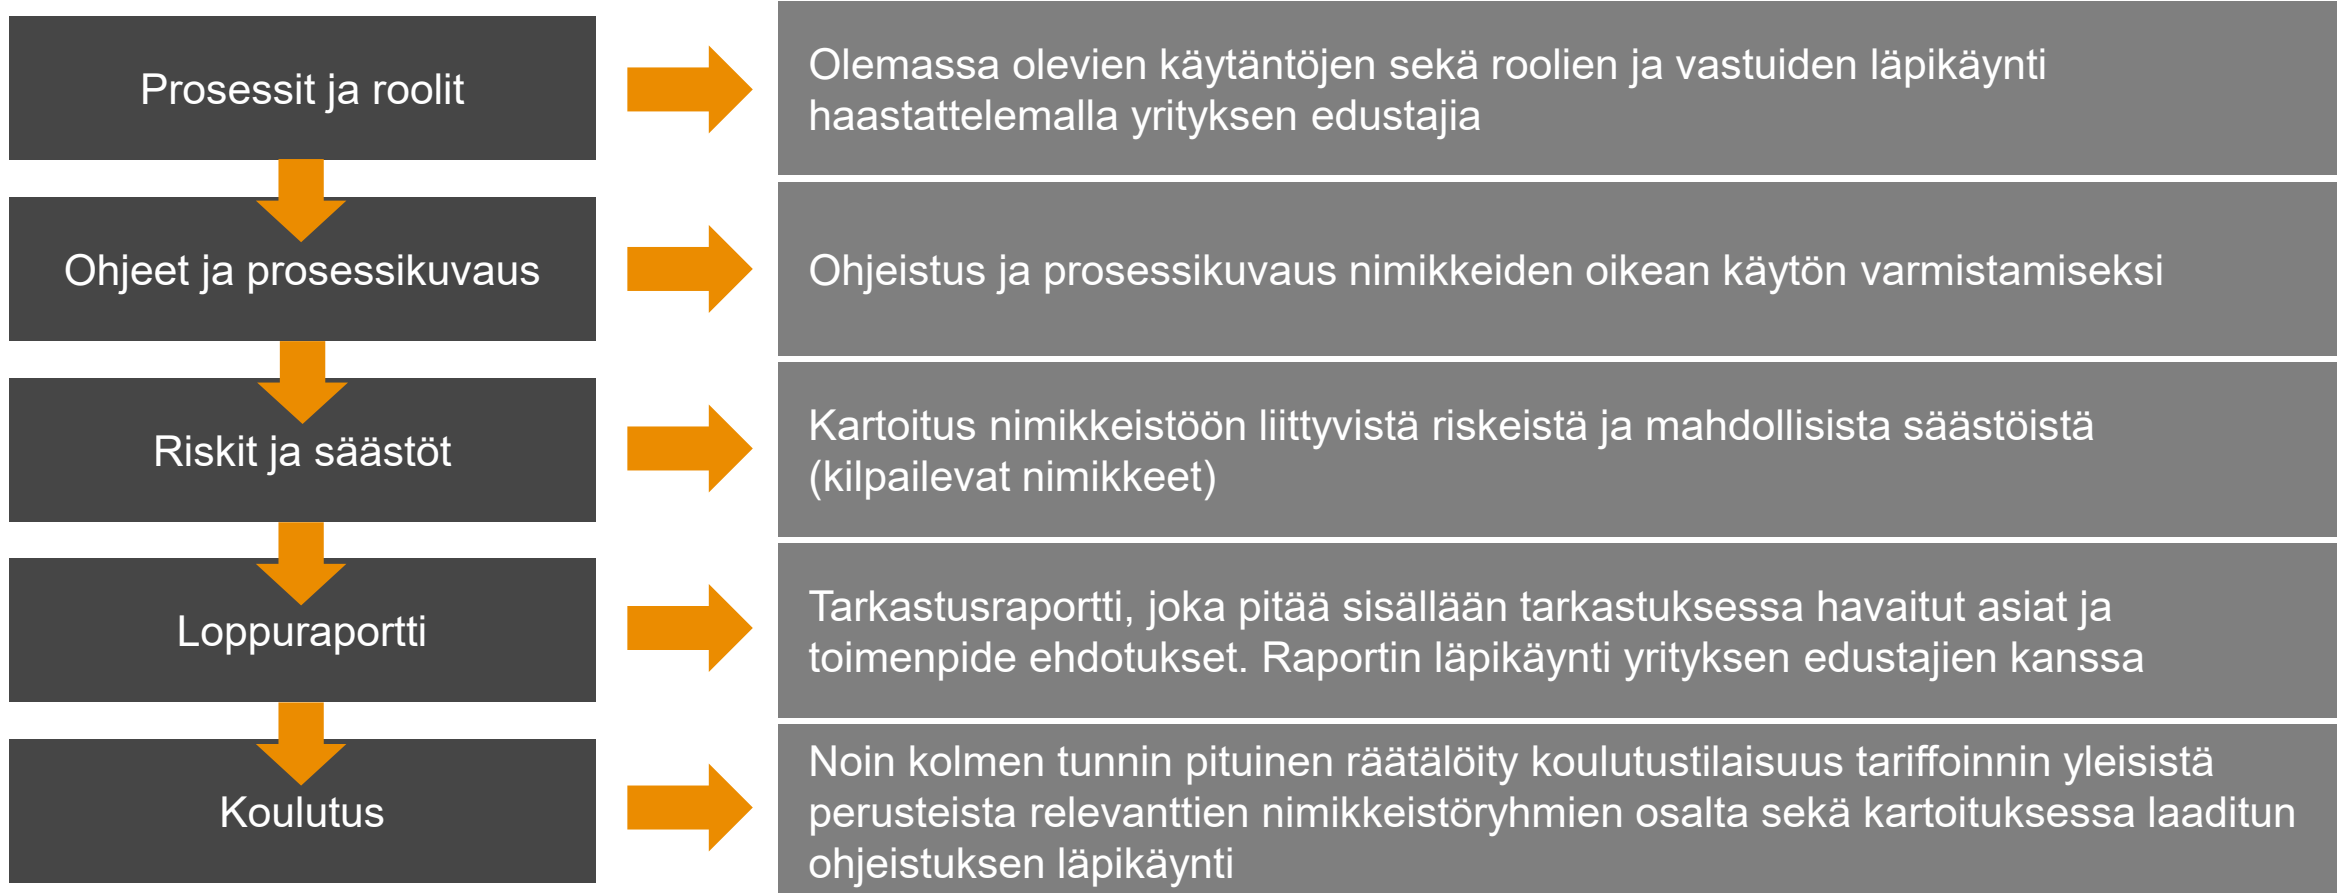 Prosessit ja roolit
Olemassa olevien käytäntöjen sekä roolien ja vastuiden läpikäynti
haastattelemalla yrityksen edustajia
Ohjeet ja prosessikuvaus
Ohjeistus ja prosessikuvaus nimikkeiden oikean käytön varmistamiseksi
Riskit ja säästöt
Kartoitus nimikkeistöön liittyvistä riskeistä ja mahdollisista säästöistä
(kilpailevat nimikkeet)
Loppuraportti
Tarkastusraportti, joka pitää sisällään tarkastuksessa havaitut asiat ja
toimenpide ehdotukset. Raportin läpikäynti yrityksen edustajien kanssa
Koulutus
Noin kolmen tunnin pituinen räätälöity koulutustilaisuus tariffoinnin yleisistä
perusteista relevanttien nimikkeistöryhmien osalta sekä kartoituksessa laaditun
ohjeistuksen läpikäynti